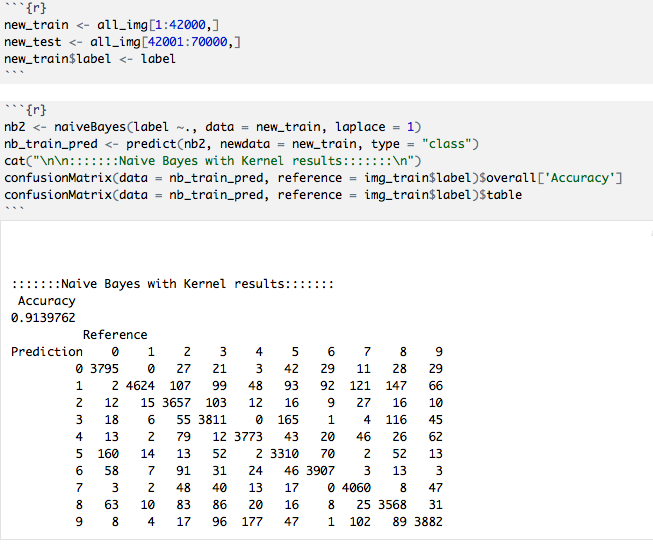 ```{r}
new_train <- all_img[1:42000,]
new_test <- all_img[42001:70000,]
new_train$label <- label
```
```{r}
nb2 <- naiveBayes(label ~., data = new_train, laplace = 1)
nb_train_pred <- predict(nb2, newdata = new_train, type = "class")
cat("\n\n:::::::Naive Bayes with Kernel results:::::::\n")
confusionMatrix(data = nb_train_pred, reference = img_train$label)$overall['Accuracy']
confusionMatrix(data = nb_train_pred, reference = img_train$label)$table
```
:::::::Naive Bayes with Kernel results:::::::
Accuracy
0.9139762
Reference
Prediction 0 1 2 3 4 5 6 7 8 9
0 3795 0 27 21 3 42 29 11 28 29
1 2 4624 107 99 48 93 92 121 147 66
2 12 15 3657 103 12 16 9 27 16 10
3 18 6 55 3811 0 165 1 4 116 45
4 13 2 79 12 3773 43 20 46 26 62
5 160 14 13 52 2 3310 70 2 52 13
6 58 7 91 31 24 46 3907 3 13 3
7 3 2 48 40 13 17 0 4060 8 47
8 63 10 83 86 20 16 8 25 3568 31
9 8 4 17 96 177 47 1 102 89 3882